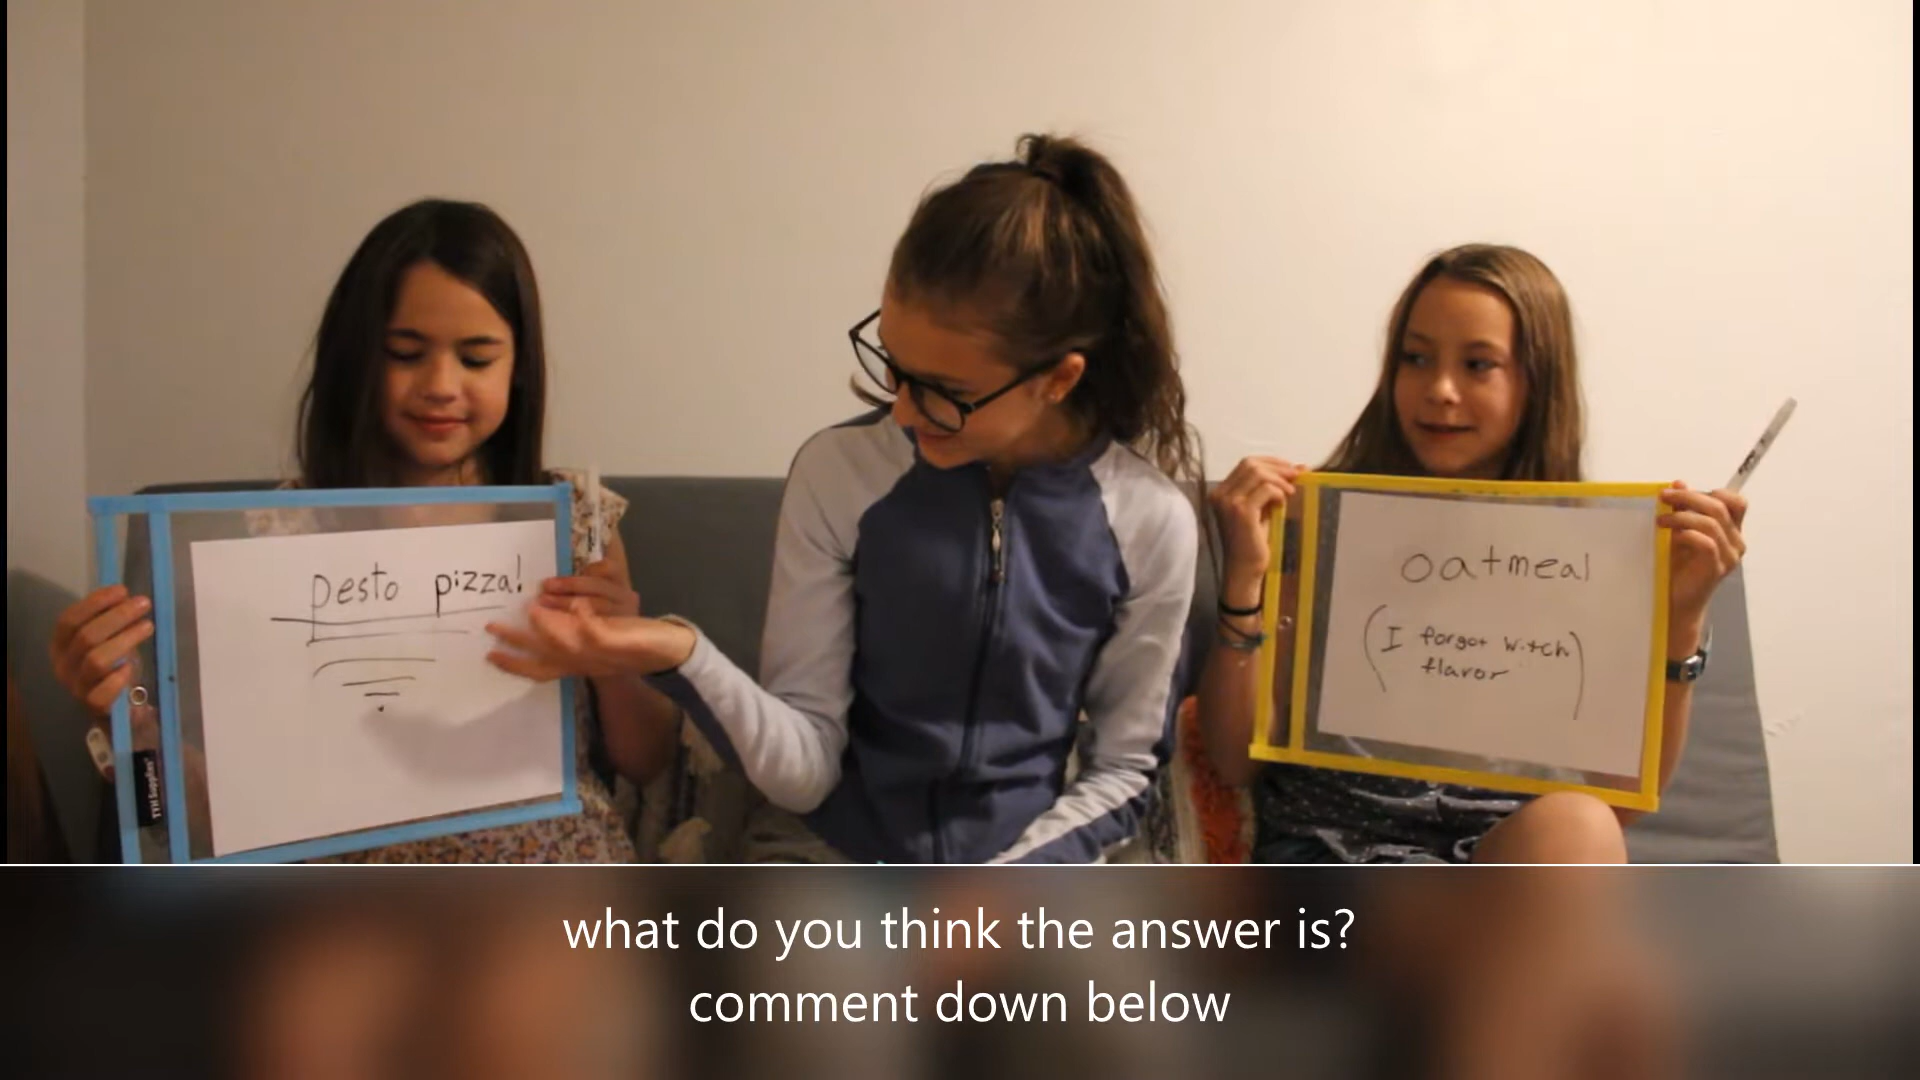 pesto pizza!
oatmeal
(I forgot witch
flavor)
what do you think the answer is?
comment down below